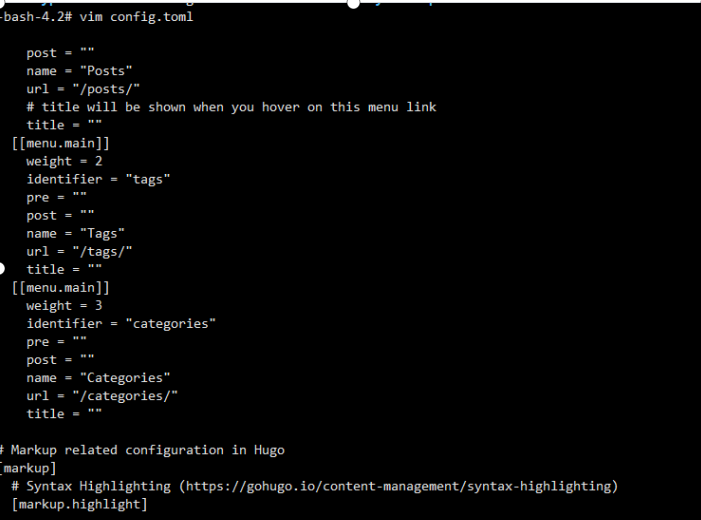 -bash-4.2# vim config.toml
post = ""
name = "Posts"
url = "/posts/"
# title will be shown when you hover on this menu link
title = ""
[[menu.main]]
weight = 2
identifier = "tags"
pre = ""
post = ""
name = "Tags"
url = "/tags/"
title = ""
[[menu.main]]
weight = 3
identifier = "categories"
pre = ""
post = ""
name = "Categories"
url = "/categories/"
title = ""
# Markup related configuration in Hugo
[markup]
# Syntax Highlighting (https://gohugo.io/content-management/syntax-highlighting)
[markup.highlight]